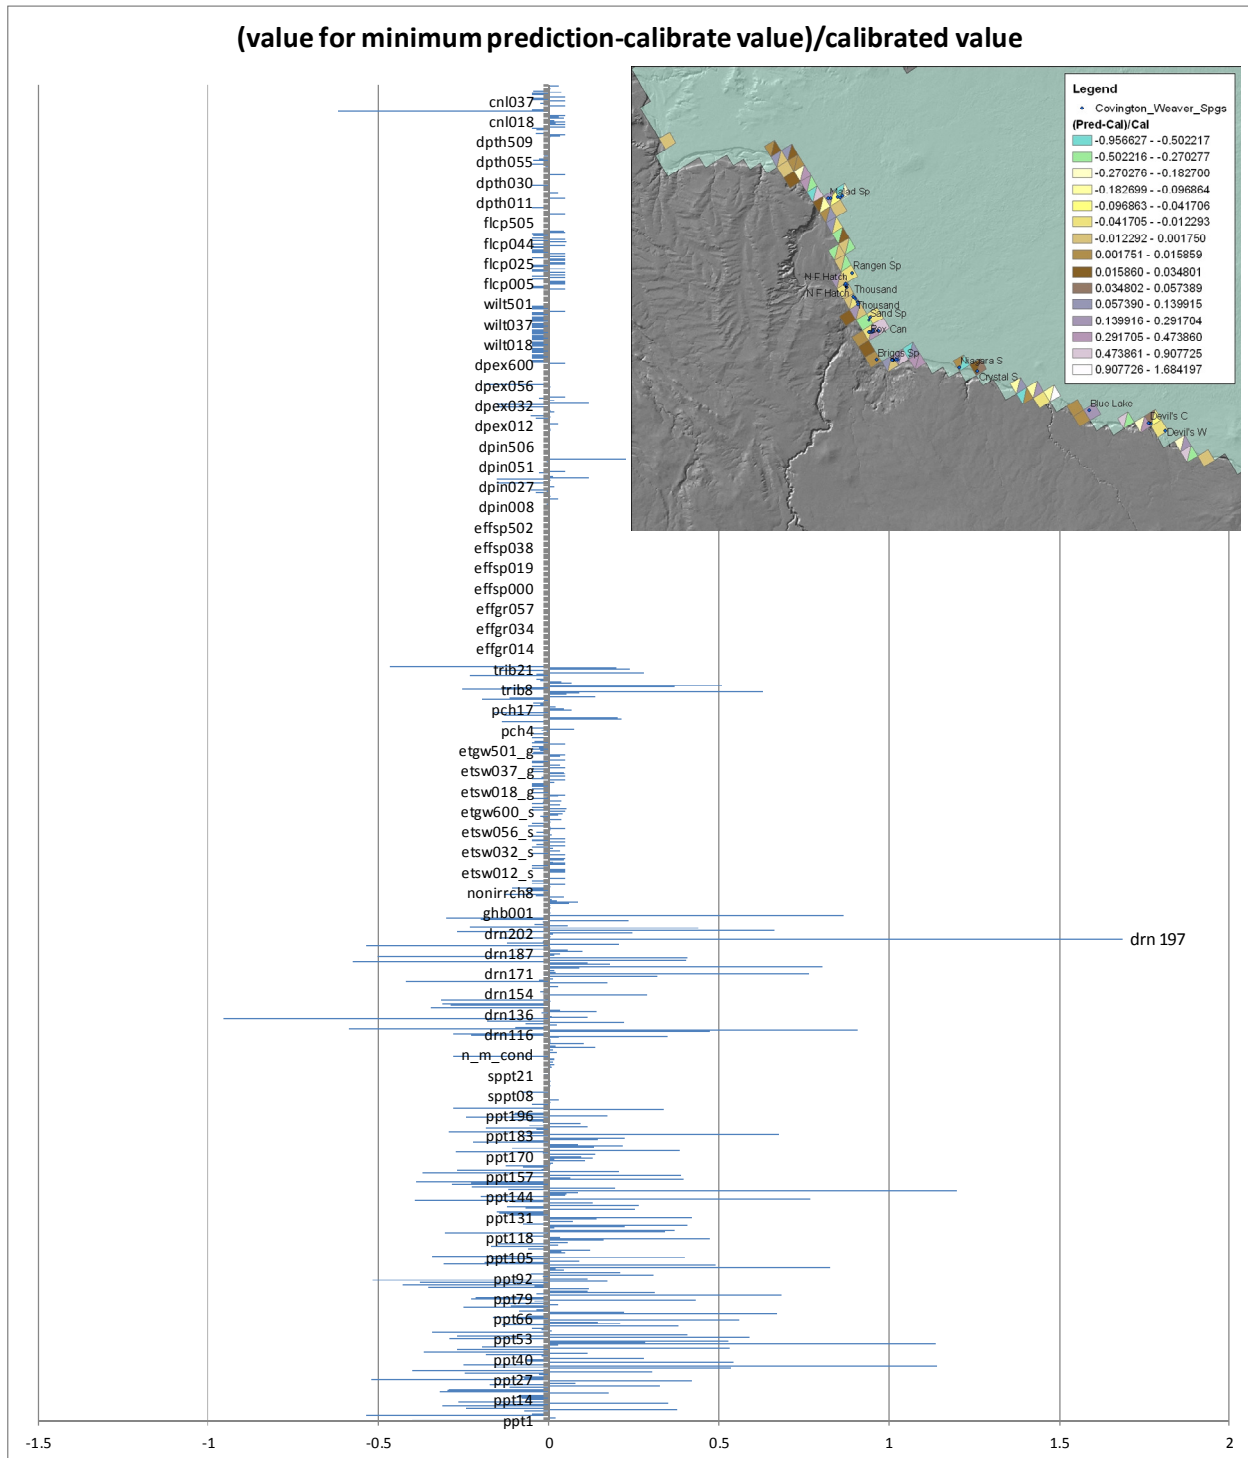 (value for minimum prediction-calibrate value)/calibrated value
cnl037
cnl018
dpth509
dpth055
dpth030
dpth011
flcp505
flcp044
flcp025
flcp005
wilt501
wilt037
wilt018
dpex600
dpex056
dpex032
dpex012
dpin506
dpin051
dpin027
dpin008
effsp502
effsp038
effsp019
effsp000
effgr057
effgr034
effgr014
trib21
trib8
pch17
pch4
etgw501_g
etsw037_g
etsw018_g
etgw600_s
etsw056_s
etsw032_s
etsw012_s
nonirrch8
ghb001
drn202
drn187
drn171
drn154
drn136
drn116
n_m_cond
sppt21
sppt08
ppt196
ppt183
ppt170
ppt157
ppt144
ppt131
ppt118
ppt105
ppt92
ppt79
ppt66
ppt53
ppt40
ppt27
ppt14
ppt1
drn 197
-1.5
-1
-0.5
0
0.5
1
1.5
2
Legend
Covington_Weaver_Spgs
(Pred-Cal)/Cal
-0.956627 - -0.502217
-0.502216 - -0.270277
-0.270276 - -0.182700
-0.182699 - -0.096864
-0.096863 - -0.041706
-0.041705 - -0.012293
-0.012292 - 0.001750
0.001751 - 0.015859
0.015860 - 0.034801
0.034802 - 0.057389
0.057390 - 0.139915
0.139916 - 0.291704
0.291705 - 0.473860
0.473861 - 0.907725
0.907726 - 1.684197
Malad Sp
Rangen Sp
N F Hatch
Thousand
N F Hatch
Thousand
Sand Sp
Box Can
Briggs Sp
Niagara S
Crystal S
Blue Lake
Devil's C
Devil's W